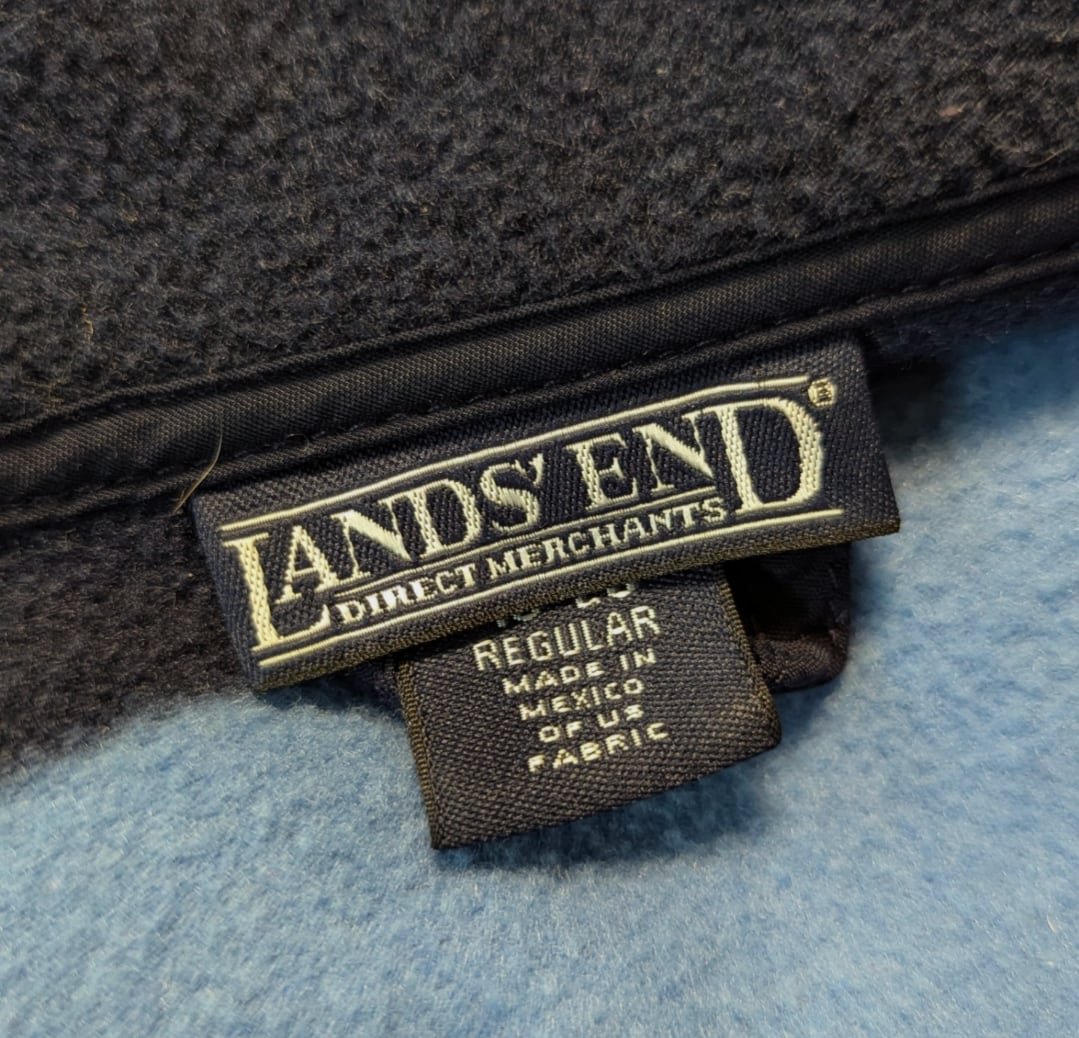 LANDS' END®
DIRECT MERCHANTS
REGULAR
MADE IN
MEXICO
OF US
FABRIC